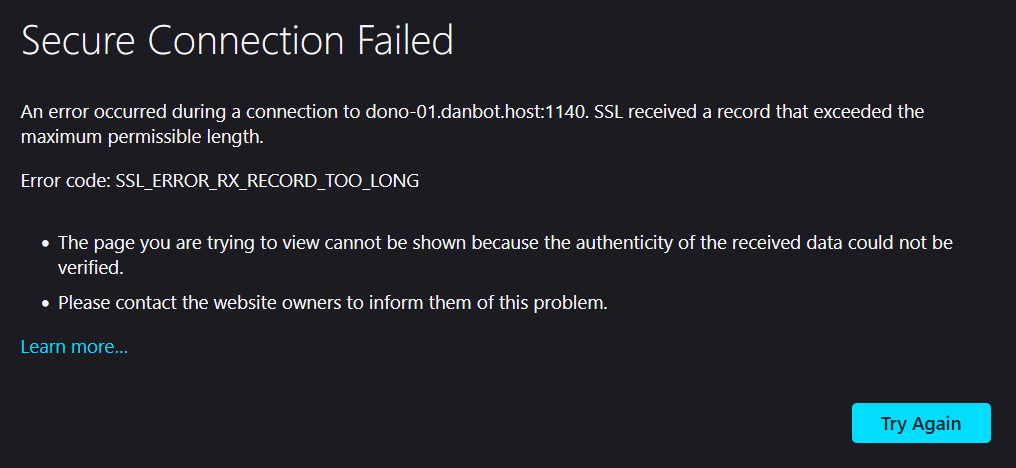 Secure Connection Failed
An error occurred during a connection to dono-01.danbot.host:1140. SSL received a record that exceeded the
maximum permissible length.
Error code: SSL_ERROR_RX_RECORD_TOO_LONG
• The page you are trying to view cannot be shown because the authenticity of the received data could not be
verified.
• Please contact the website owners to inform them of this problem.
Learn more...
Try Again